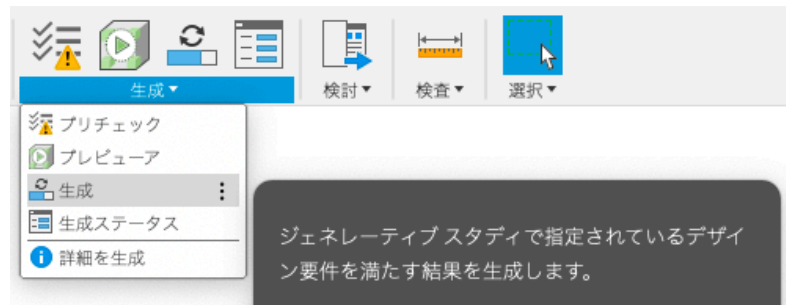 生成▼
検討▼
検査▼
選択▼
プリチェック
プレビューア
生成
生成ステータス
詳細を生成
ジェネレーティブ スタディで指定されているデザイ
ン要件を満たす結果を生成します。